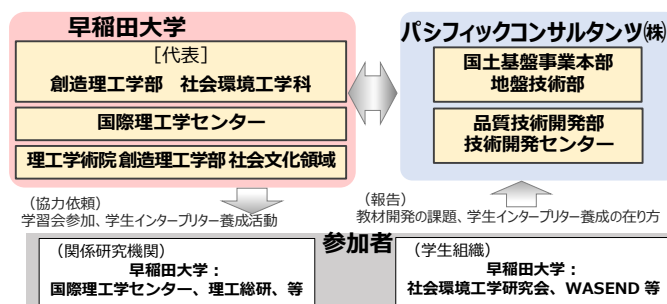 早稲田大学
［代表］
創造理工学部　社会環境工学科
国際理工学センター
理工学術院 創造理工学部 社会文化領域
パシフィックコンサルタンツ㈱
国土基盤事業本部
地盤技術部
品質技術開発部
技術開発センター
（協力依頼）
学習会参加、学生インタープリター養成活動
（報告）
教材開発の課題、学生インタープリター養成の在り方
参加者
（関係研究機関）
早稲田大学：
国際理工学センター、理工総研、等
（学生組織）
早稲田大学：
社会環境工学研究会、WASEND 等